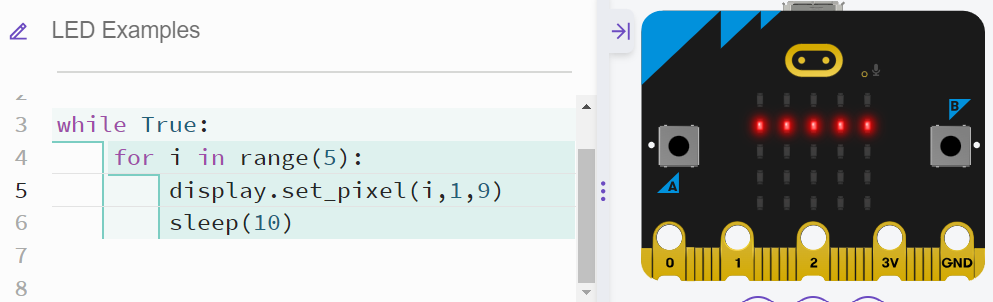 LED Examples
3 while True:
4 for i in range(5):
5 display.set_pixel(i,1,9)
6 sleep(10)
7
8
B
A
0 1 2 3V GND